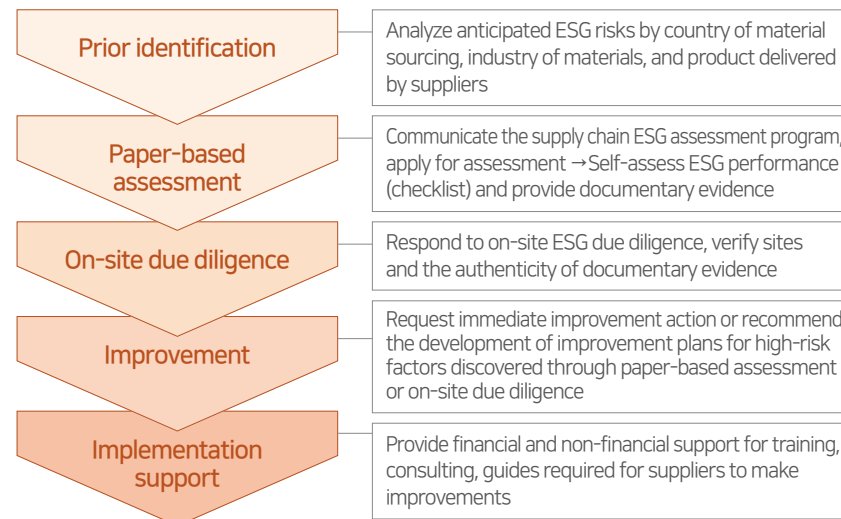 Prior identification
Analyze anticipated ESG risks by country of material
sourcing, industry of materials, and product delivered
by suppliers
Paper-based
assessment
Communicate the supply chain ESG assessment program,
apply for assessment →Self-assess ESG performance
(checklist) and provide documentary evidence
On-site due diligence
Respond to on-site ESG due diligence, verify sites
and the authenticity of documentary evidence
Improvement
Request immediate improvement action or recommend
the development of improvement plans for high-risk
factors discovered through paper-based assessment
or on-site due diligence
Implementation
support
Provide financial and non-financial support for training,
consulting, guides required for suppliers to make
improvements